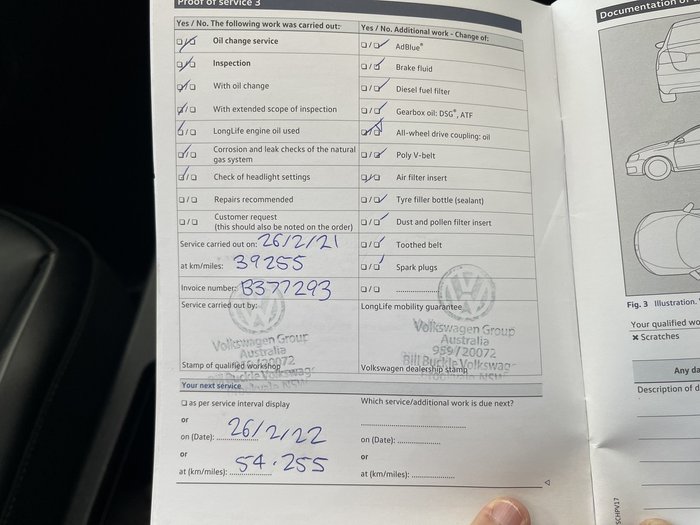 Proof of service 3
Yes / No. The following work was carried out:
Oil change service
Inspection
With oil change
With extended scope of inspection
LongLife engine oil used
Corrosion and leak checks of the natural
gas system
Check of headlight settings
Repairs recommended
Customer request
(this should also be noted on the order)
Service carried out on: 26/2/21
at km/miles: 39255
Invoice number: B377293
Service carried out by:
Volkswagen Group
Australia
Stamp of qualified workshop
Yes / No. Additional work - Change of:
AdBlue®
Brake fluid
Diesel fuel filter
Gearbox oil: DSG®, ATF
All-wheel drive coupling: oil
Poly V-belt
Air filter insert
Tyre filler bottle (sealant)
Dust and pollen filter insert
Toothed belt
Spark plugs
LongLife mobility guarantee
Volkswagen Group
Australia
959/20072
Bill Buckle Volkswag
Volkswagen dealership stamp
Your next service
as per service interval display
or
on (Date): 26/2/22
or
at (km/miles): 54.255
Which service/additional work is due next?
on (Date):
or
at (km/miles):
Documentation of
Fig. 3 Illustration.
Your qualified wo
× Scratches
Any da
Description of d
SCHPV17